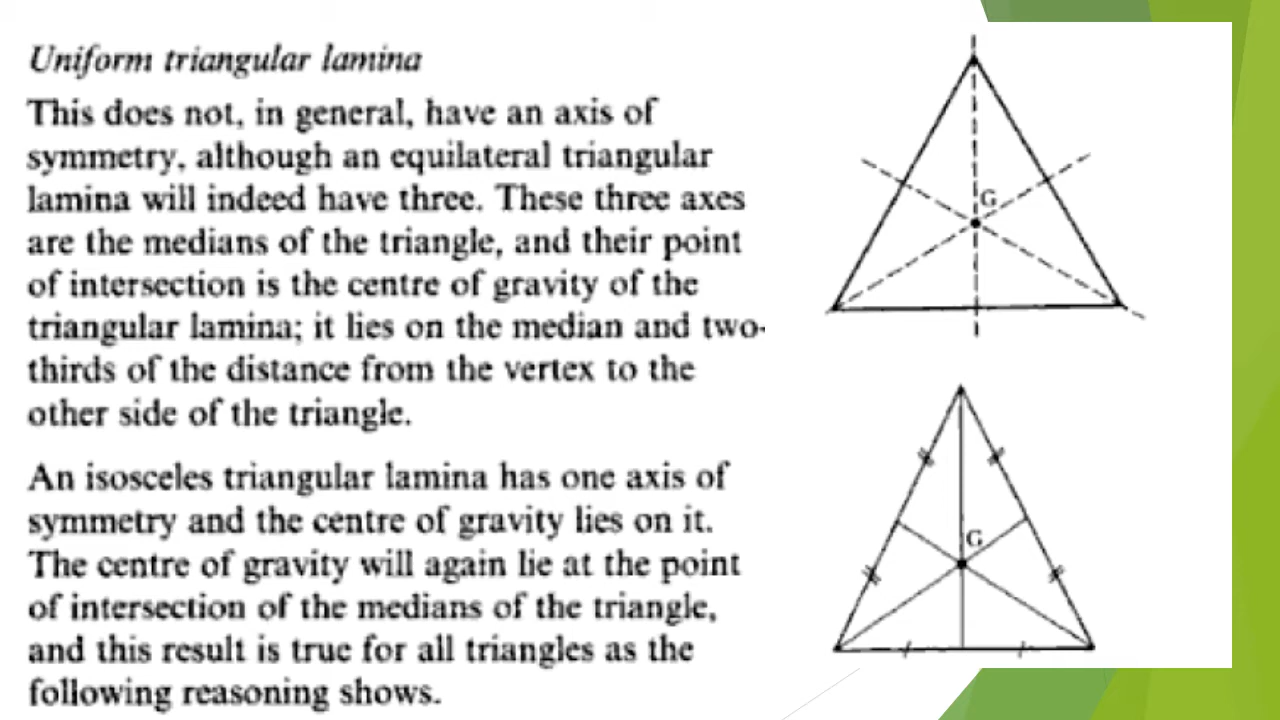 Uniform triangular lamina
This does not, in general, have an axis of
symmetry, although an equilateral triangular
lamina will indeed have three. These three axes
are the medians of the triangle, and their point
of intersection is the centre of gravity of the
triangular lamina; it lies on the median and two-
thirds of the distance from the vertex to the
other side of the triangle.
An isosceles triangular lamina has one axis of
symmetry and the centre of gravity lies on it.
The centre of gravity will again lie at the point
of intersection of the medians of the triangle,
and this result is true for all triangles as the
following reasoning shows.
G
G